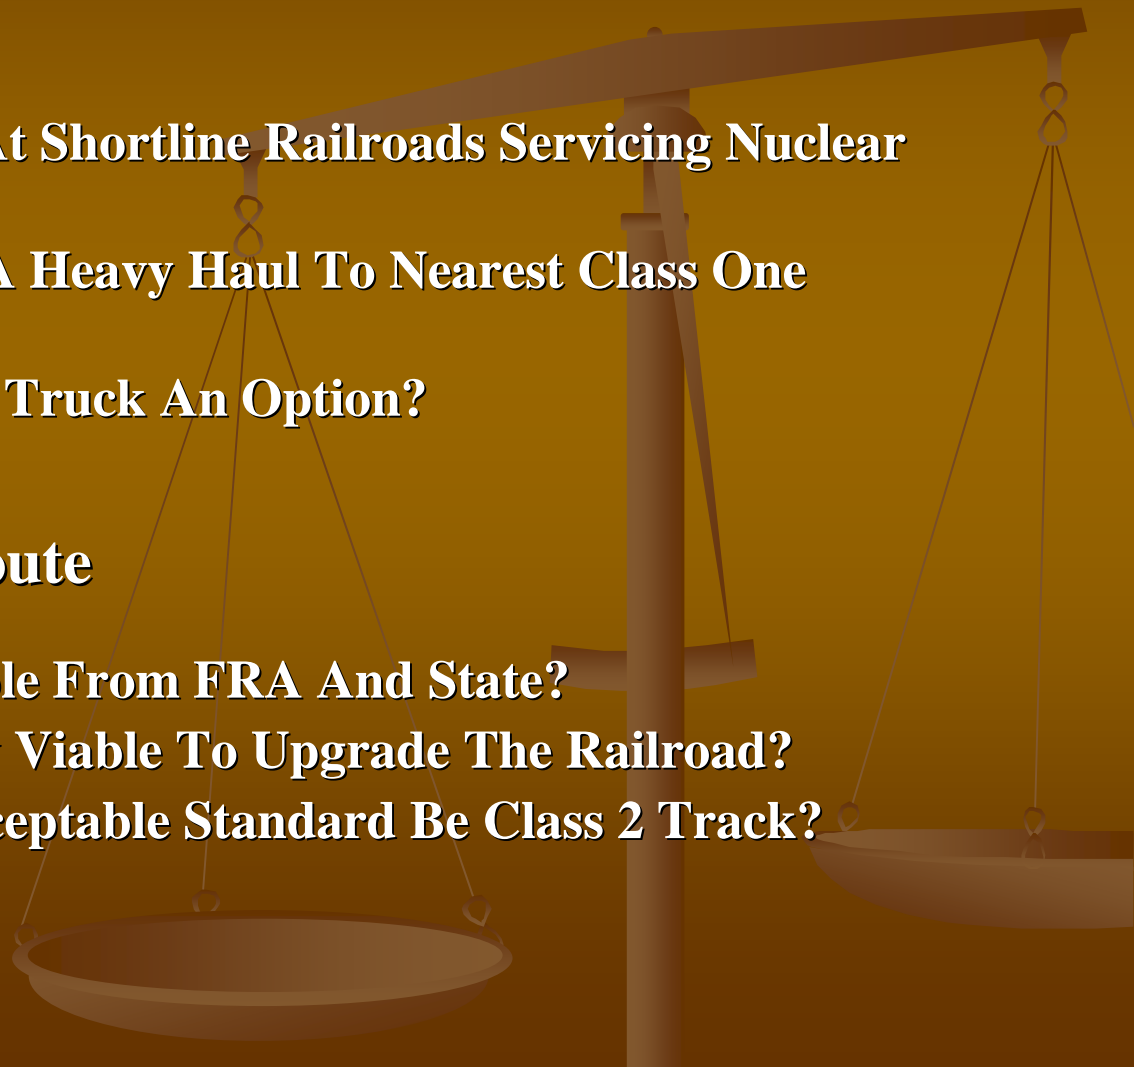 At Shortline Railroads Servicing Nuclear
A Heavy Haul To Nearest Class One
Truck An Option?
oute
le From FRA And State?
Viable To Upgrade The Railroad?
ceptable Standard Be Class 2 Track?